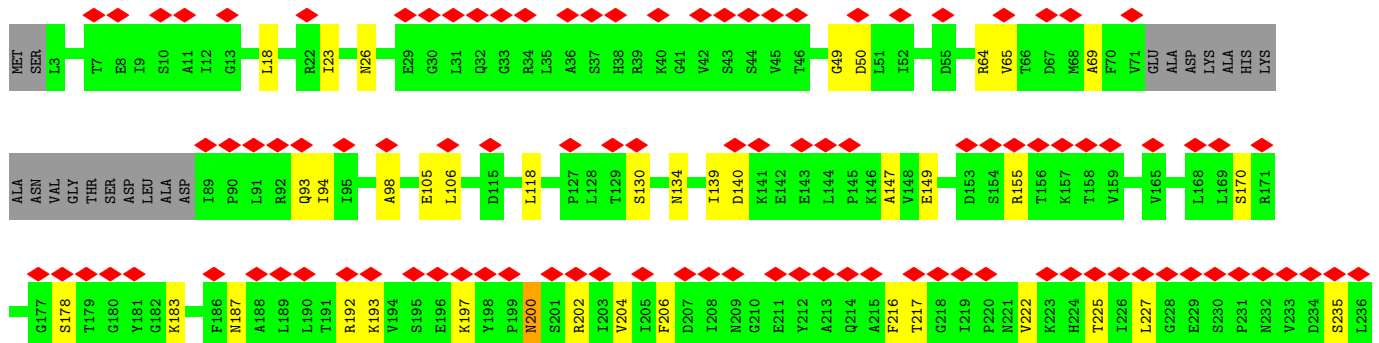 MET SER L3 T7 E8 I9 S10 A11 I12 G13 L18 R22 I23 N26 E29 G30 L31 Q32 G33 R34 L35 A36 S37 H38 R39 K40 G41 V42 S43 S44 V45 T46 G49 D50 L51 I52 D55 R64 V65 T66 D67 M68 A69 F70 V71 GLU ALA ASP LYS ALA HIS LYS
ALA ASN VAL GLY THR SER ASP LEU ALA ASP I89 P90 L91 R92 Q93 I94 I95 A98 E105 L106 D115 L118 P127 L128 T129 S130 N134 I139 D140 K141 E142 E143 L144 P145 K146 A147 V148 E149 D153 S154 R155 T156 K157 T158 V159 V165 L168 L169 S170 R171
G177 S178 T179 G180 Y181 G182 K183 F186 N187 A188 L189 L190 T191 R192 K193 V194 S195 E196 K197 Y198 P199 N200 S201 R202 I203 V204 I205 F206 D207 I208 N209 G210 E211 Y212 A213 Q214 A215 F216 T217 G218 I219 P220 N221 V222 K223 H224 T225 I226 L227 G228 E229 S230 P231 N232 V233 D234 S235 L236